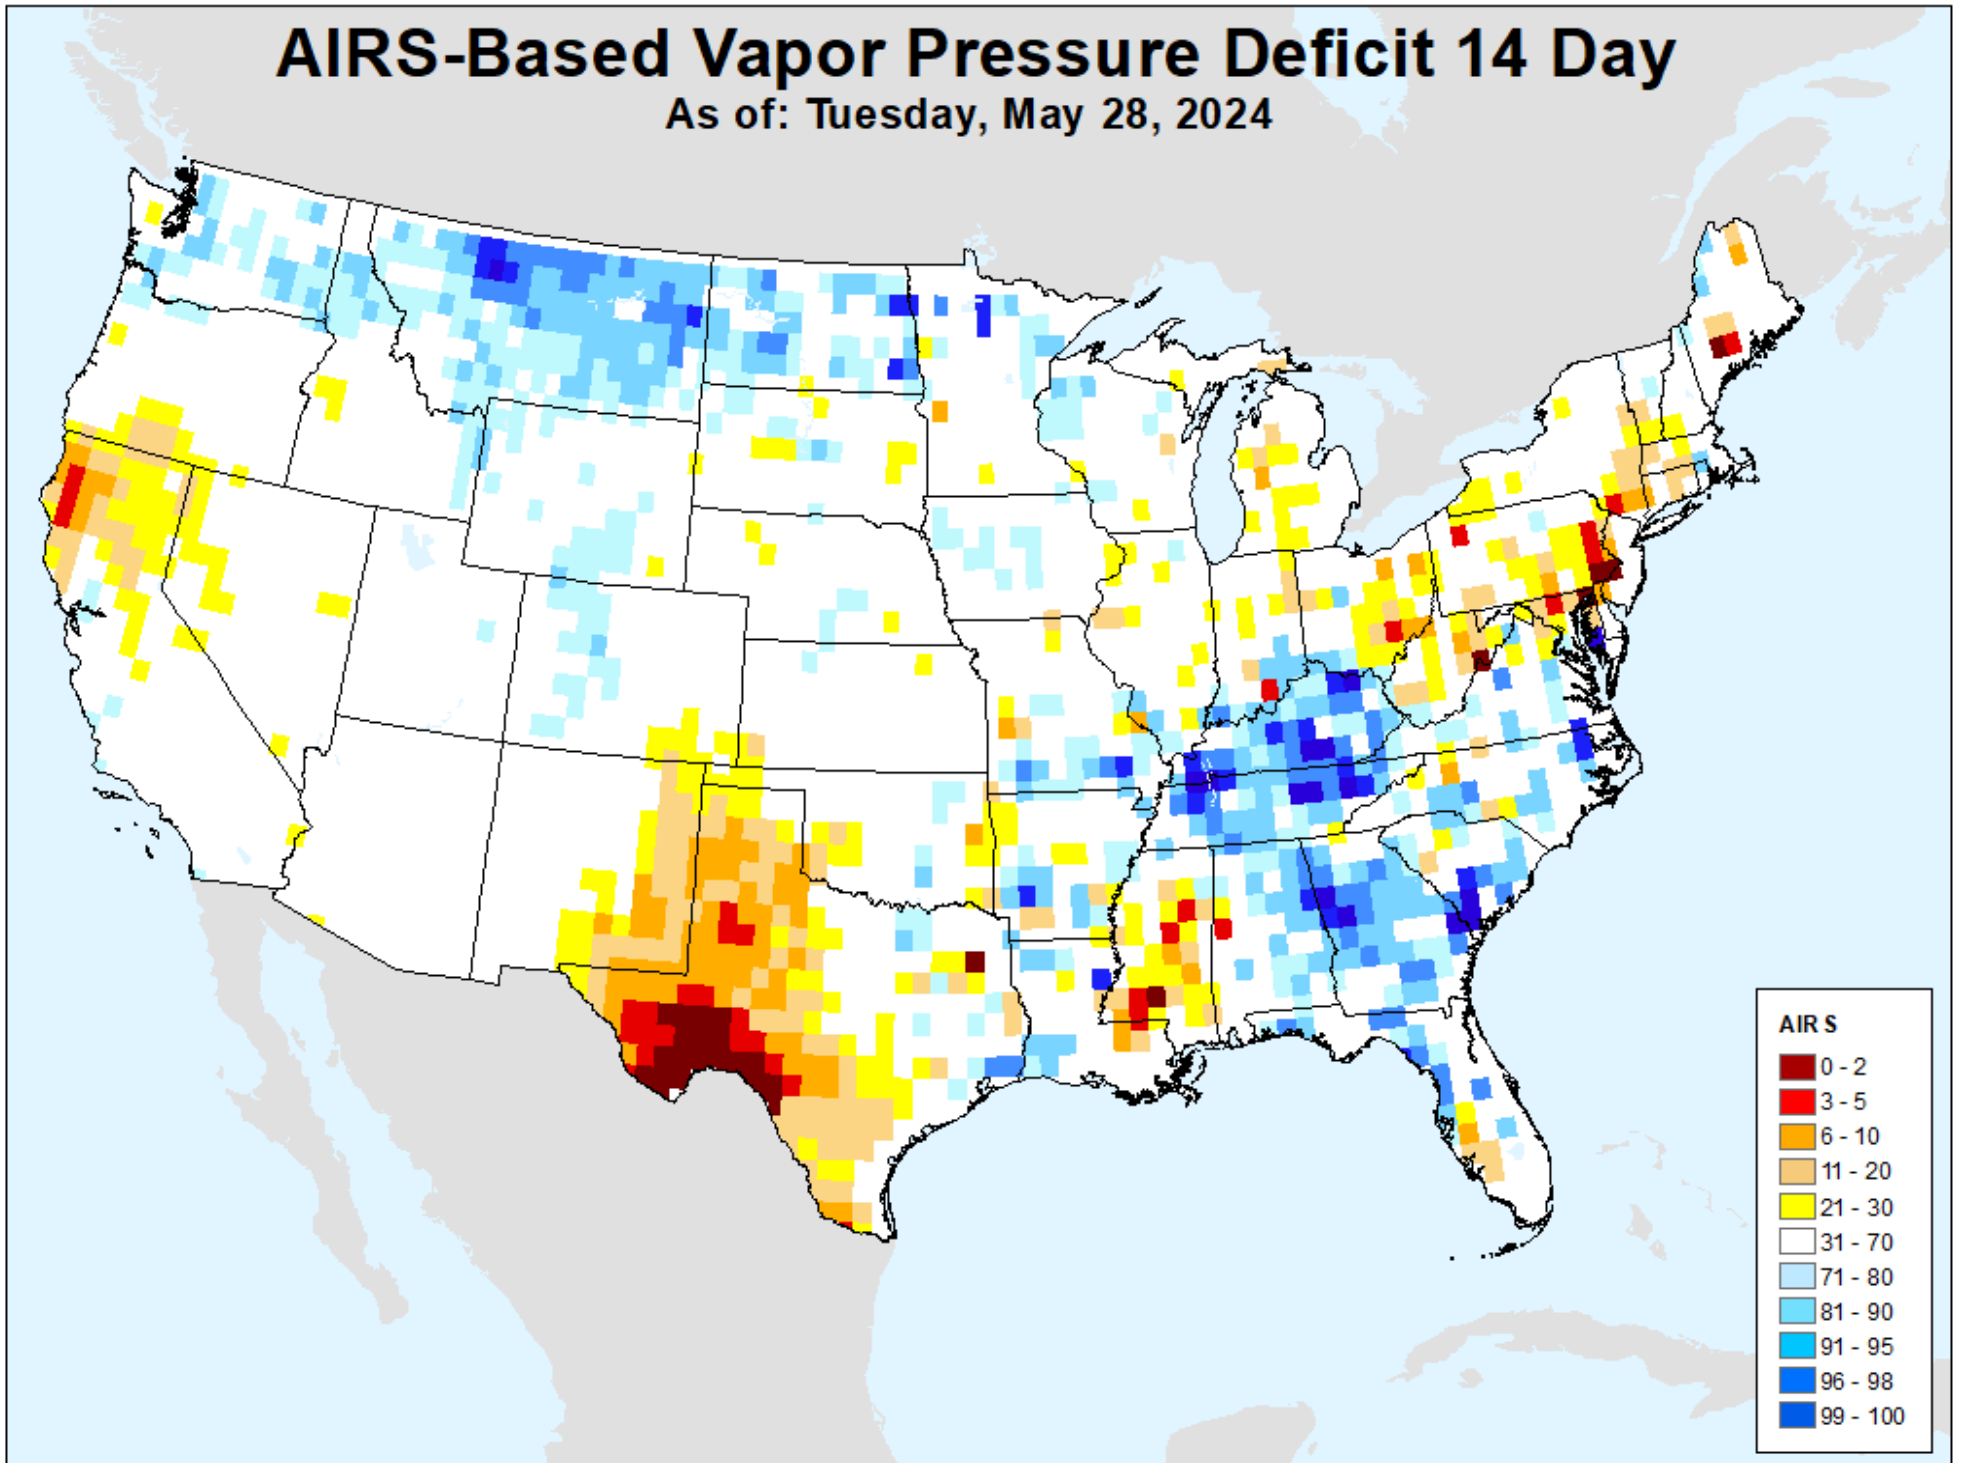 AIRS-Based Vapor Pressure Deficit 14 Day
As of: Tuesday, May 28, 2024
AIRS
0 - 2
3 - 5
6 - 10
11 - 20
21 - 30
31 - 70
71 - 80
81 - 90
91 - 95
96 - 98
99 - 100